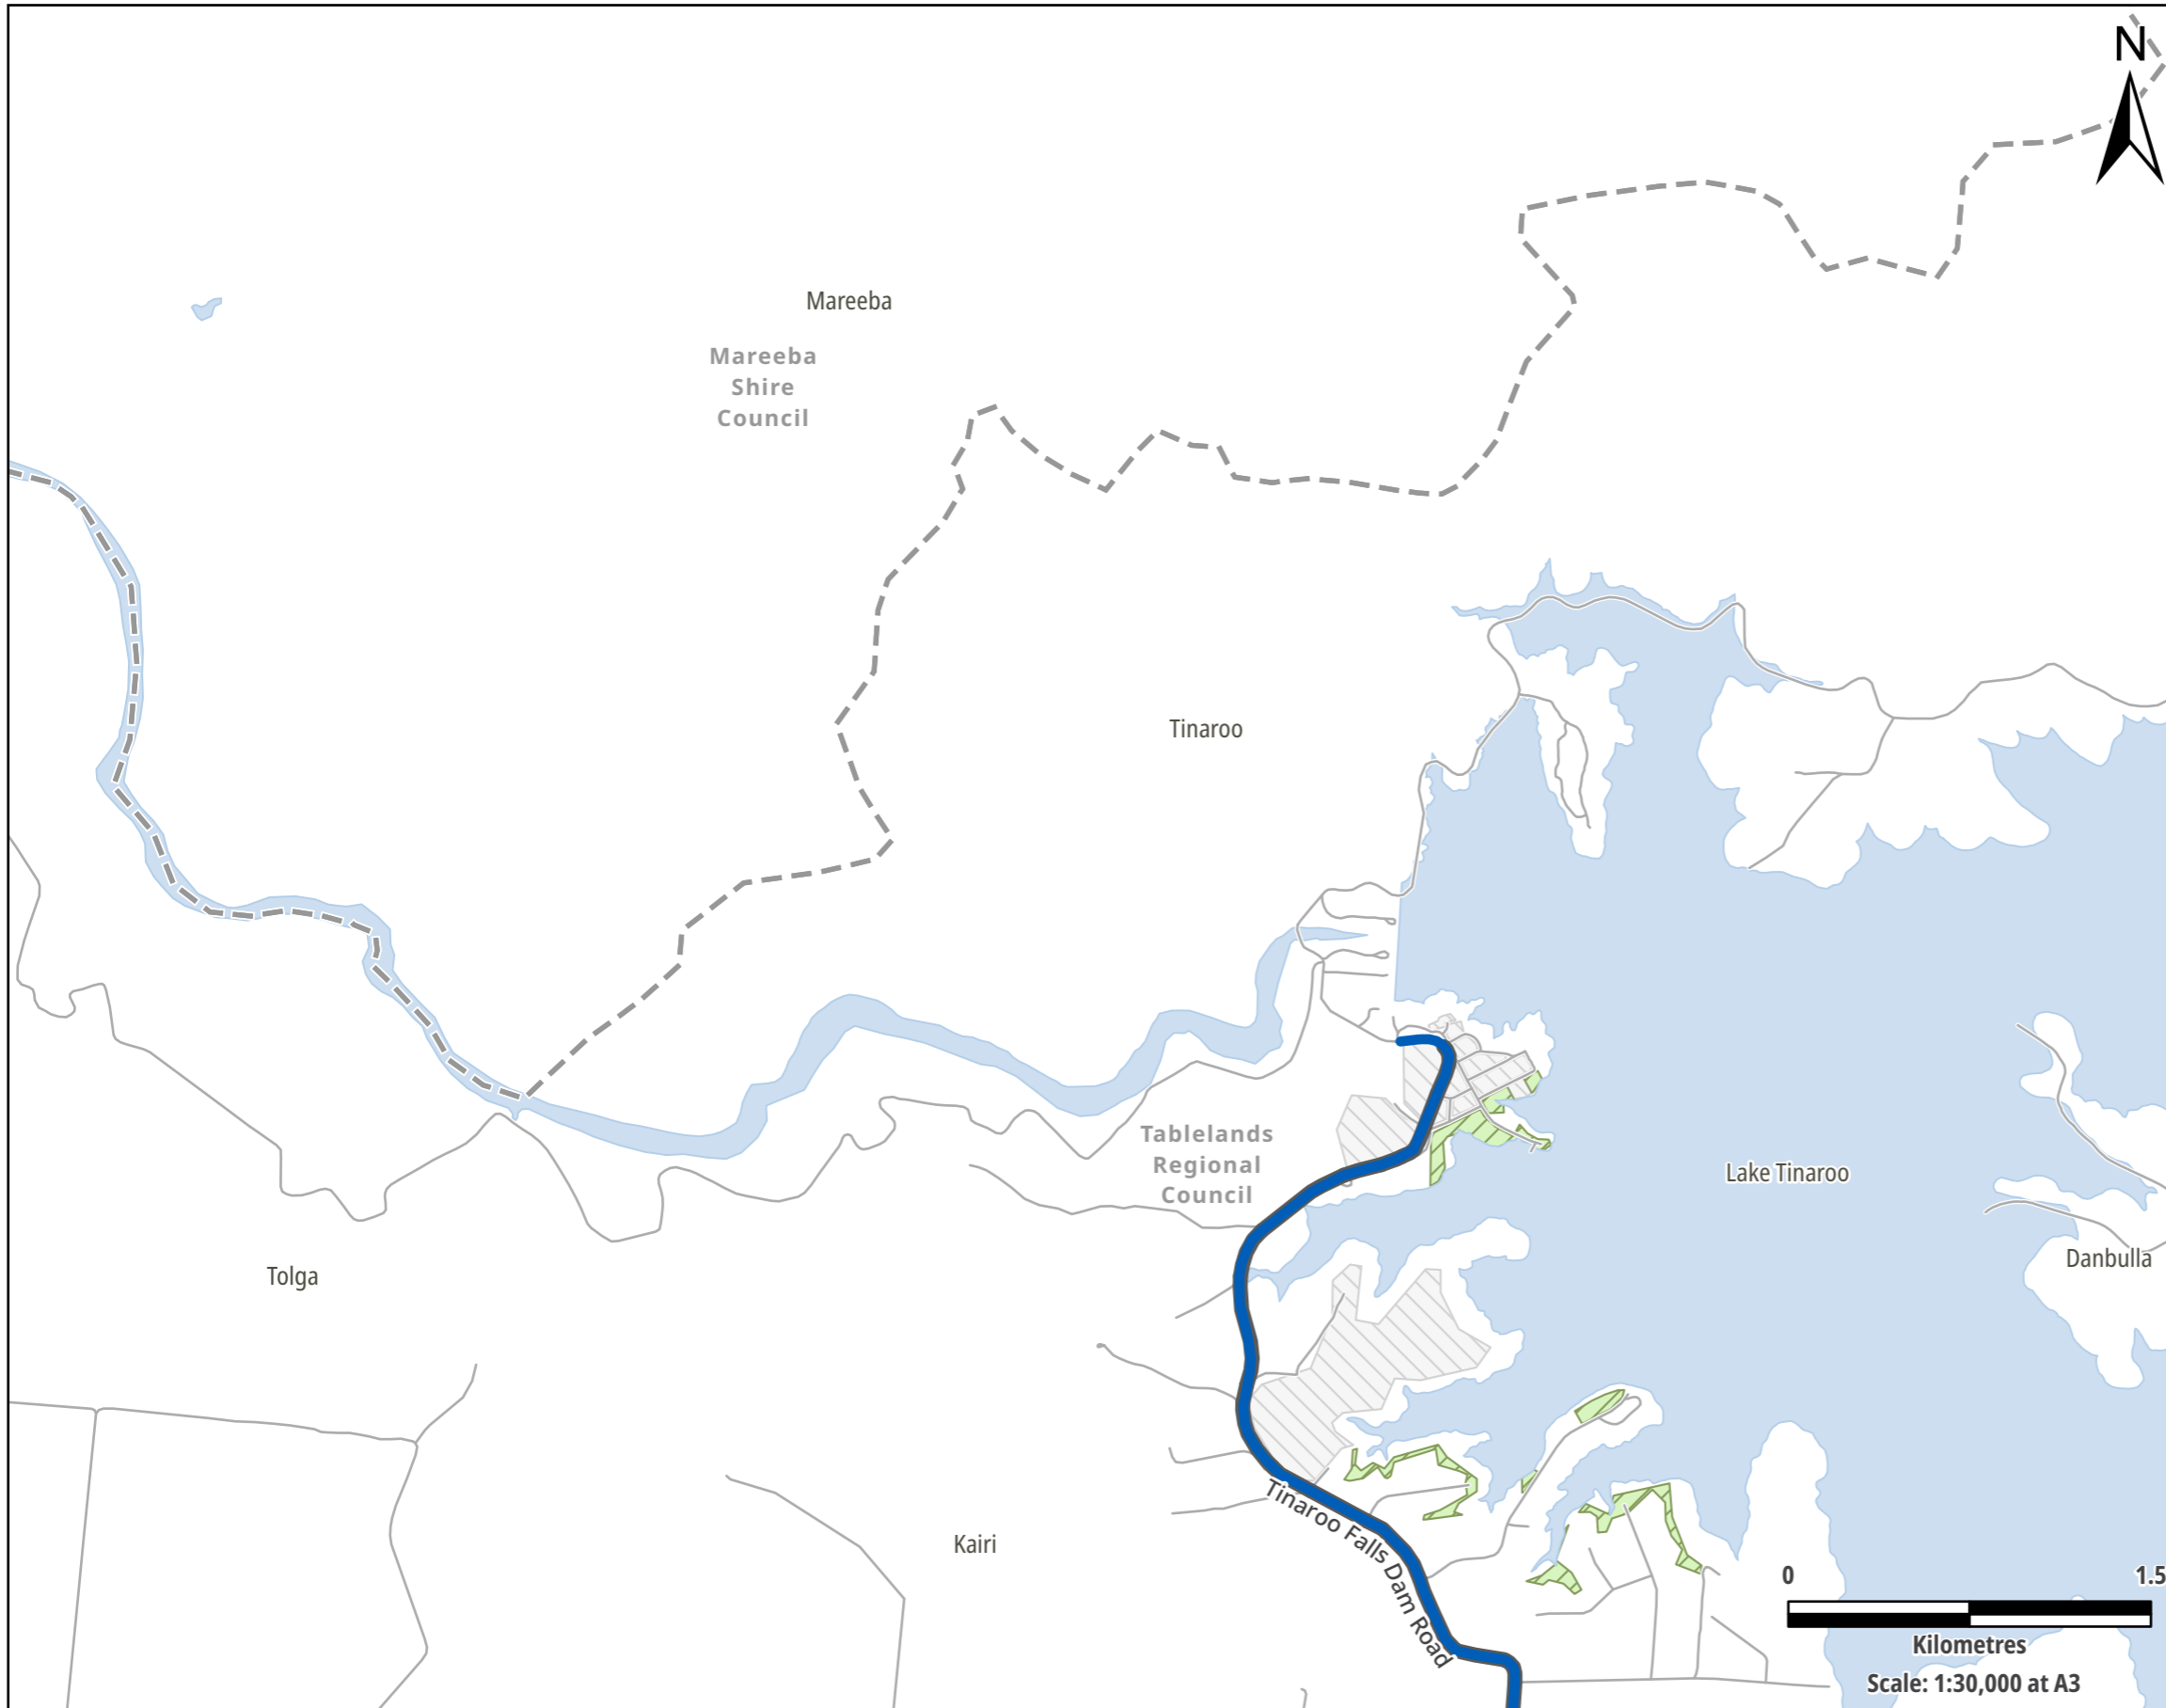 N
Mareeba
Mareeba
Shire
Council
Tinaroo
Tablelands
Regional
Council
Lake Tinaroo
Danbulla
Tolga
Kairi
Tinaroo Falls Dam Road
0 1.5
Kilometres
Scale: 1:30,000 at A3